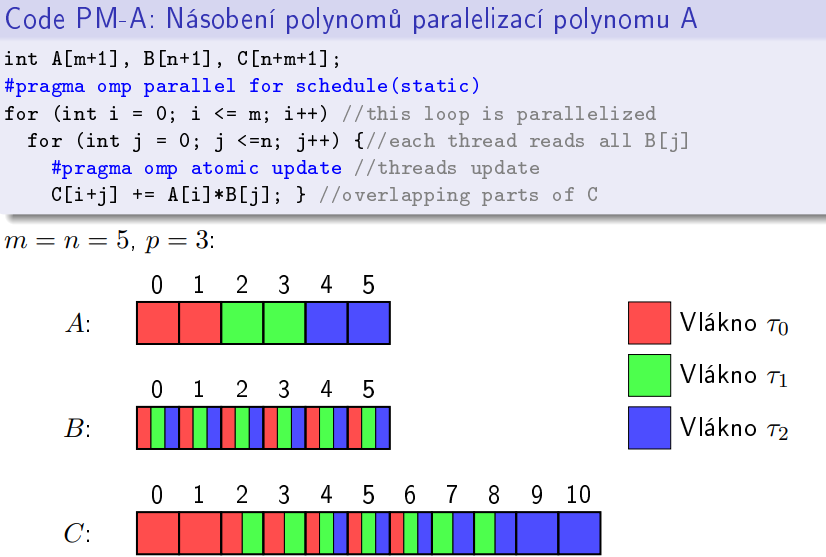 Code PM-A: Násobení polynomů paralelizací polynomu A
int A[m+1], B[n+1], C[n+m+1];
#pragma omp parallel for schedule(static)
for (int i = 0; i <= m; i++) //this loop is parallelized
for (int j = 0; j <=n; j++) {//each thread reads all B[j]
#pragma omp atomic update //threads update
C[i+j] += A[i]*B[j]; } //overlapping parts of C
m = n = 5, p = 3:
0 1 2 3 4 5
A:
Vlákno τ0
0 1 2 3 4 5
Vlákno τ1
B:
Vlákno τ2
0 1 2 3 4 5 6 7 8 9 10
C: